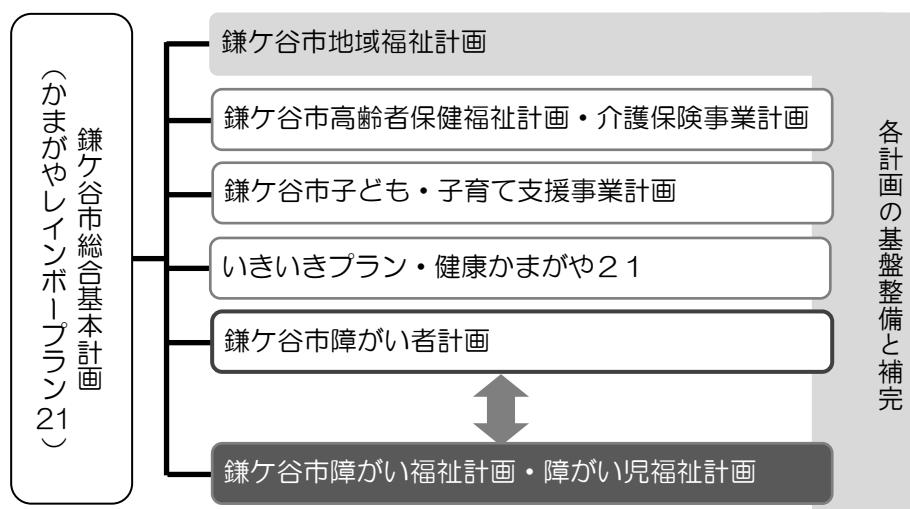 鎌ケ谷市総合基本計画
（かまがやレインボープラン21）
鎌ケ谷市地域福祉計画
鎌ケ谷市高齢者保健福祉計画・介護保険事業計画
鎌ケ谷市子ども・子育て支援事業計画
いきいきプラン・健康かまがや２１
鎌ケ谷市障がい者計画
鎌ケ谷市障がい福祉計画・障がい児福祉計画
各計画の基盤整備と補完